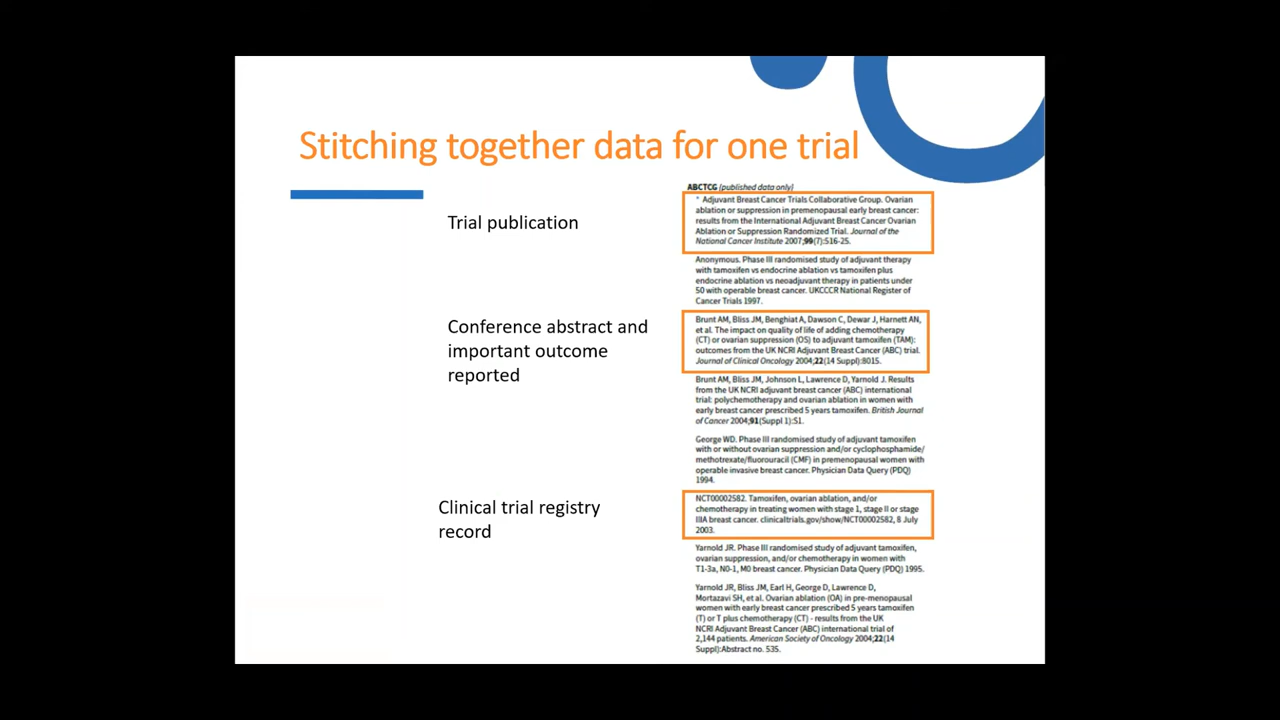 Stitching together data for one trial
Trial publication
Conference abstract and
important outcome
reported
Clinical trial registry
record
ABCTCG (published data only)
* Adjuvant Breast Cancer Trials Collaborative Group. Ovarian
ablation or suppression in premenopausal early breast cancer:
results from the International Adjuvant Breast Cancer Ovarian
Ablation or Suppression Randomized Trial. Journal of the
National Cancer Institute 2007;99(7):516-25.
Anonymous. Phase III randomised study of adjuvant therapy
with tamoxifen vs endocrine ablation vs tamoxifen plus
endocrine ablation vs neoadjuvant therapy in patients under
50 with operable breast cancer. UKCCCR National Register of
Cancer Trials 1997.
Brunt AM, Bliss JM, Benghiat A, Dawson C, Dewar J, Harnett AN,
et al. The impact on quality of life of adding chemotherapy
(CT) or ovarian suppression (OS) to adjuvant tamoxifen (TAM):
outcomes from the UK NCRI Adjuvant Breast Cancer (ABC) trial.
Journal of Clinical Oncology 2004;22(14 Suppl):8015.
Brunt AM, Bliss JM, Johnson L, Lawrence D, Yarnold J. Results
from the UK NCRI adjuvant breast cancer (ABC) international
trial: polychemotherapy and ovarian ablation in women with
early breast cancer prescribed 5 years tamoxifen. British Journal
of Cancer 2004;91(Suppl 1):S1.
George WD. Phase III randomised study of adjuvant tamoxifen
with or without ovarian suppression and/or cyclophosphamide/
methotrexate/fluorouracil (CMF) in premenopausal women with
operable invasive breast cancer. Physician Data Query (PDQ)
1994.
NCT00002582. Tamoxifen, ovarian ablation, and/or
chemotherapy in treating women with stage 1, stage II or stage
IIIA breast cancer. clinicaltrials.gov/show/NCT00002582, 8 July
2003.
Yarnold JR. Phase III randomised study of adjuvant tamoxifen,
ovarian suppression, and/or chemotherapy in women with
T1-3a, N0-1, M0 breast cancer. Physician Data Query (PDQ) 1995.
Yarnold JR, Bliss JM, Earl H, George D, Lawrence D,
Mortazavi SH, et al. Ovarian ablation (OA) in pre-menopausal
women with early breast cancer prescribed 5 years tamoxifen
(T) or T plus chemotherapy (CT) - results from the UK
NCRI Adjuvant Breast Cancer (ABC) international trial of
2,144 patients. American Society of Oncology 2004;22(14
Suppl):Abstract no. 535.